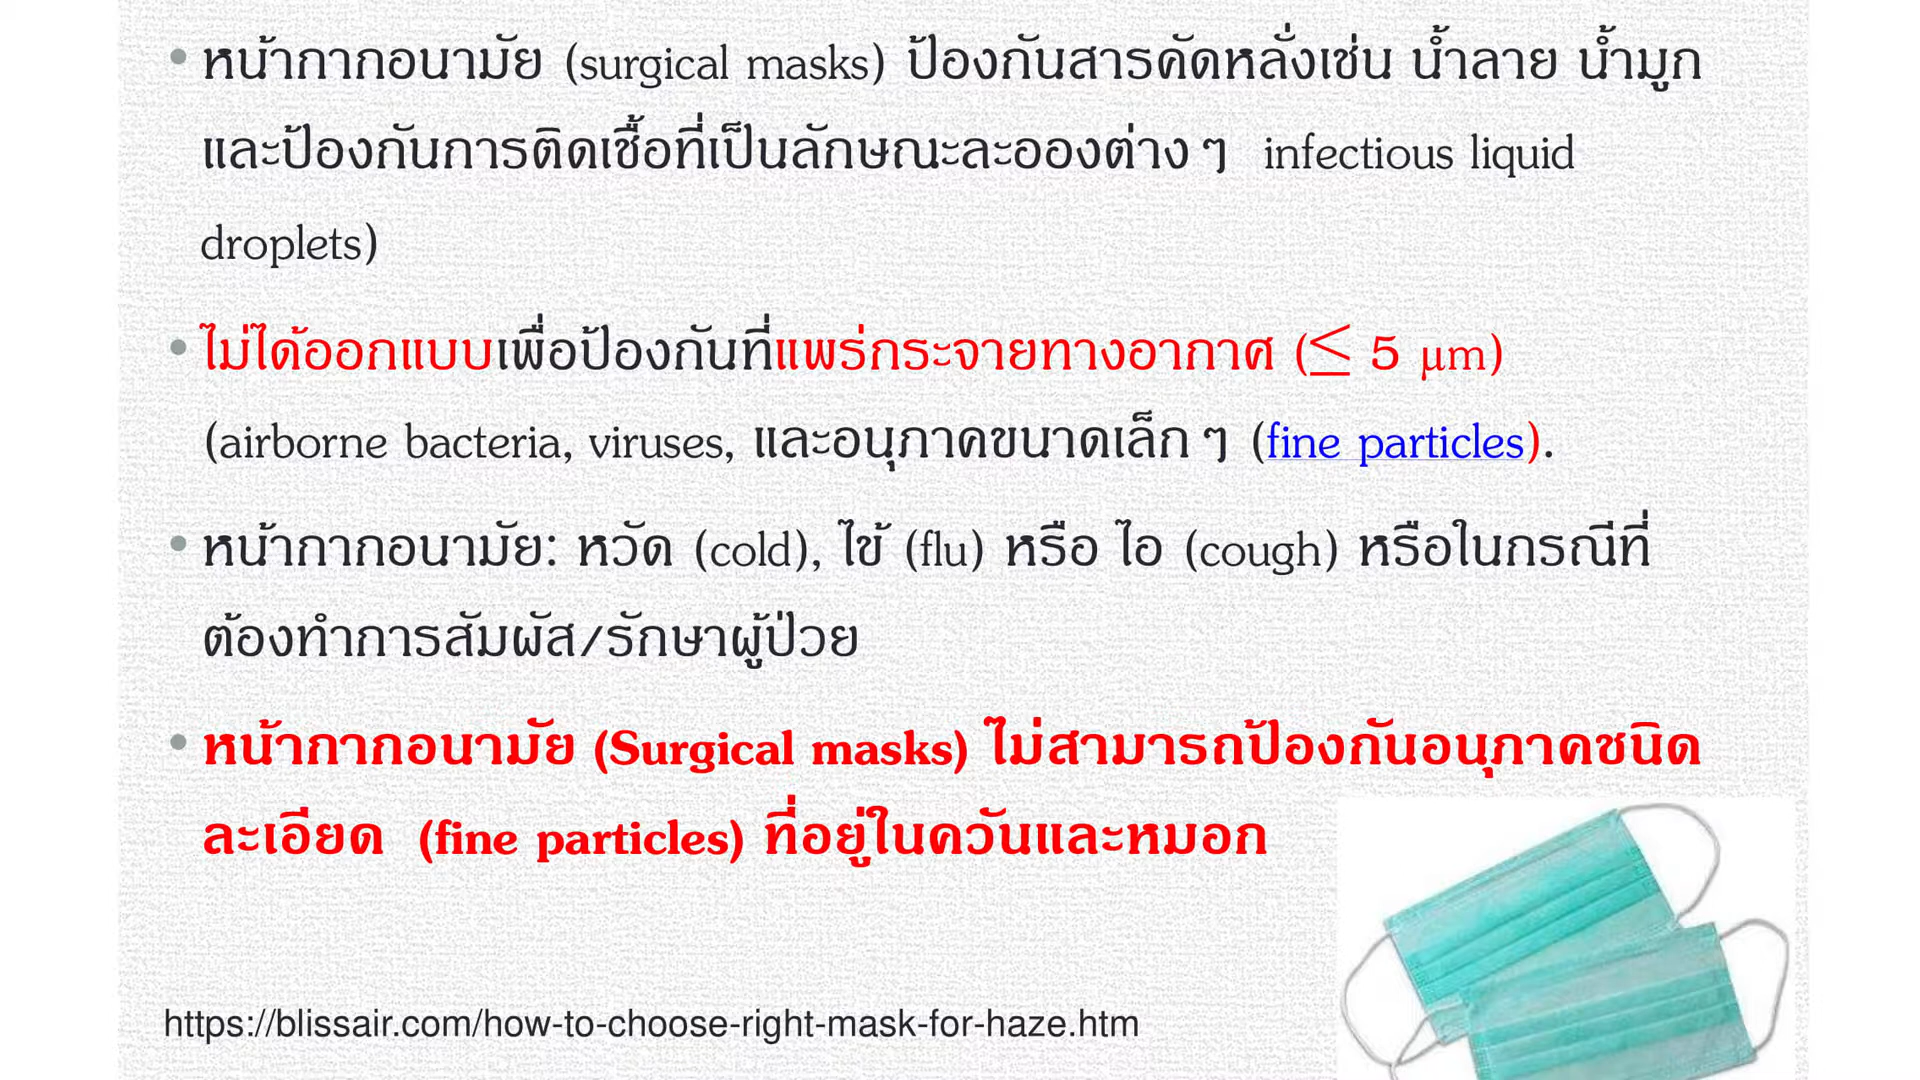 • หน้ากากอนามัย (surgical masks) ป้องกันสารคัดหลั่งเช่น น้ำลาย น้ำมูก
และป้องกันการติดเชื้อที่เป็นลักษณะละอองต่าง ๆ infectious liquid
droplets)
• ไม่ได้ออกแบบเพื่อป้องกันที่แพร่กระจายทางอากาศ (≤ 5 μm)
(airborne bacteria, viruses, และอนุภาคขนาดเล็ก ๆ (fine particles).
• หน้ากากอนามัย: หวัด (cold), ไข้ (flu) หรือ ไอ (cough) หรือในกรณีที่
ต้องทำการสัมผัส/รักษาผู้ป่วย
• หน้ากากอนามัย (Surgical masks) ไม่สามารถป้องกันอนุภาคชนิด
ละเอียด (fine particles) ที่อยู่ในควันและหมอก
https://blissair.com/how-to-choose-right-mask-for-haze.htm